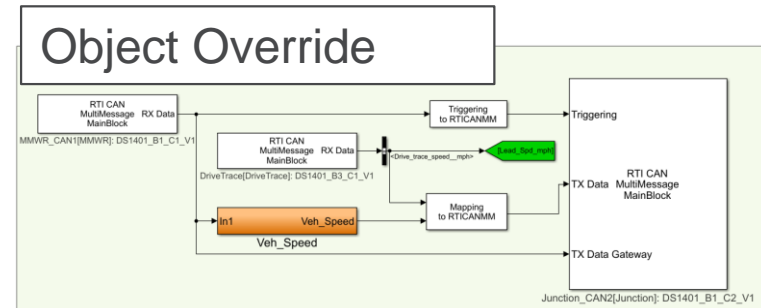 Object Override
RTI CAN
MultiMessage RX Data
MainBlock
MMWR_CAN1[MMWR]: DS1401_B1_C1_V1
RTI CAN
MultiMessage RX Data
MainBlock
DriveTrace[DriveTrace]: DS1401_B3_C1_V1
<Drive_trace_speed__mph>
[Lead_Spd_mph]
Triggering
to RTICANMM
In1 Veh_Speed
Veh_Speed
Mapping
to RTICANMM
Triggering
RTI CAN
TX Data MultiMessage
MainBlock
TX Data Gateway
Junction_CAN2[Junction]: DS1401_B1_C2_V1